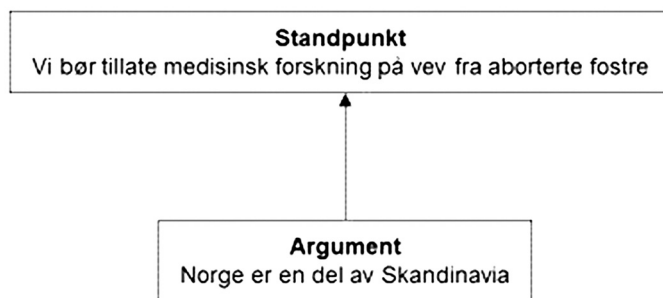 Standpunkt
Vi bør tillate medisinsk forskning på vev fra aborterte fostre
Argument
Norge er en del av Skandinavia